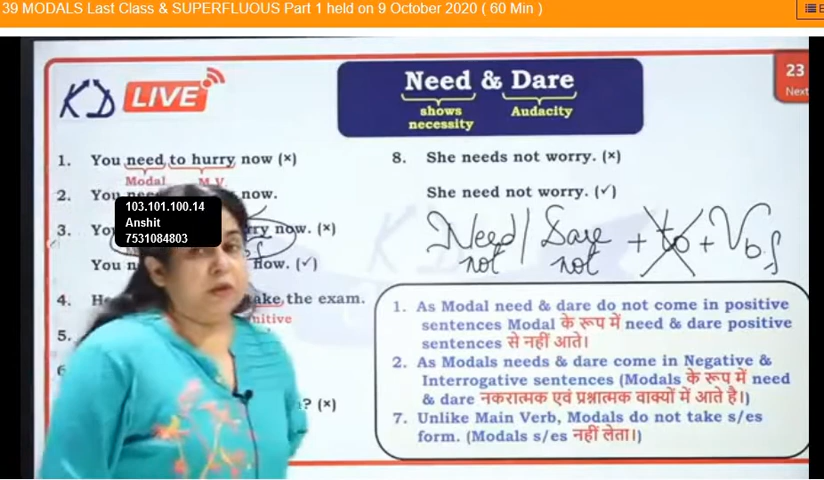 39 MODALS Last Class & SUPERFLUOUS Part 1 held on 9 October 2020 ( 60 Min )
KD LIVE
Need & Dare
shows necessity
Audacity
23
Next
1. You need to hurry now (×)
Modal M.V.
2. You now.
103.101.100.14
Anshit
7531084803
3. now. (×)
You now. (✓)
4. the exam.
5.
? (×)
8. She needs not worry. (×)
She need not worry. (✓)
Need not / Dare not + to + Vb.f
1. As Modal need & dare do not come in positive
sentences Modal के रूप में need & dare positive
sentences से नहीं आते।
2. As Modals needs & dare come in Negative &
Interrogative sentences (Modals के रूप में need
& dare नकरात्मक एवं प्रश्नात्मक वाक्यों में आते है।)
7. Unlike Main Verb, Modals do not take s/es
form. (Modals s/es नहीं लेता।)